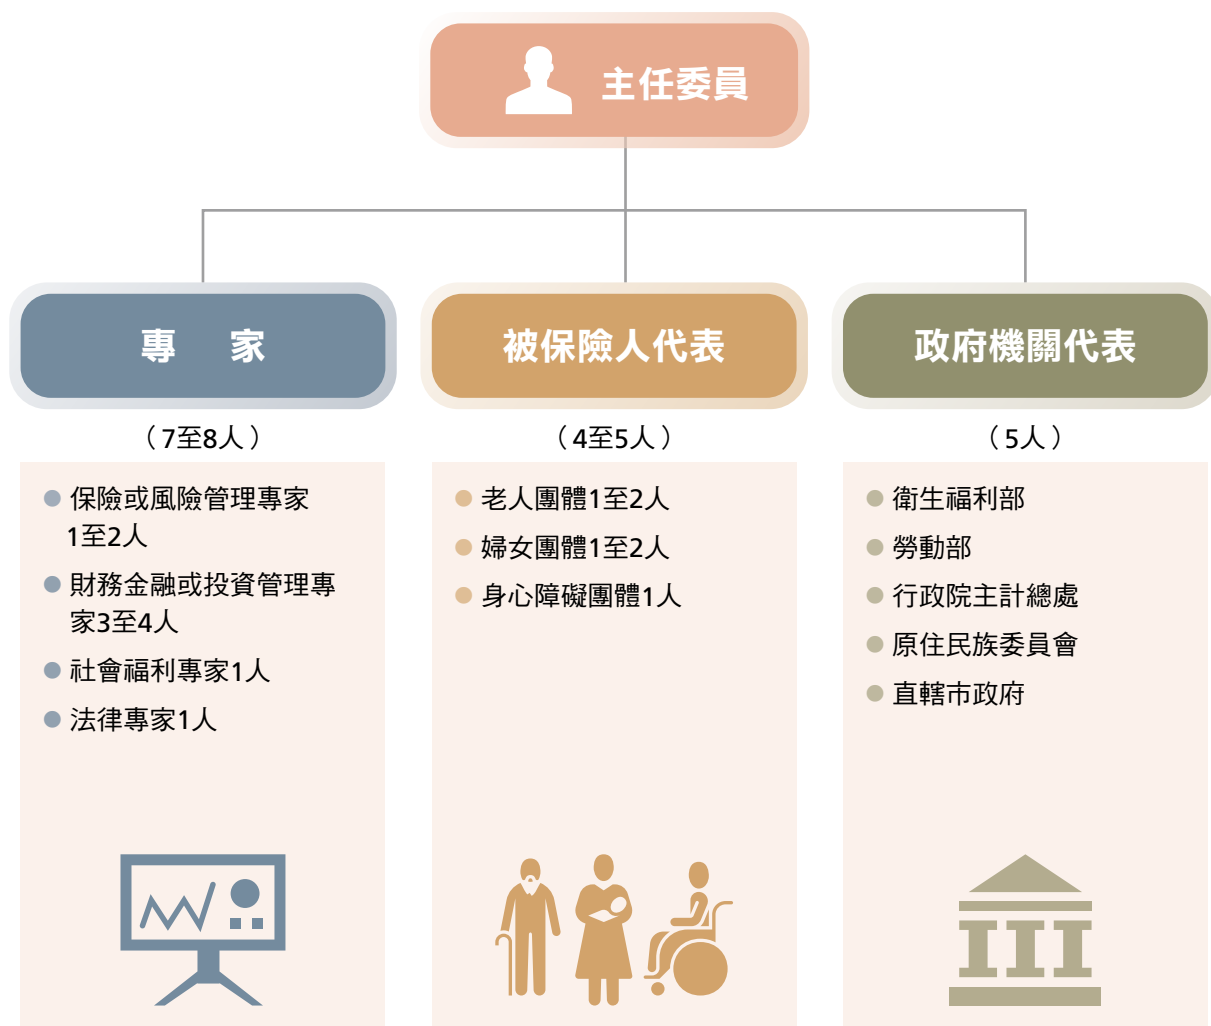 主任委員
專 家
(7至8人)
保險或風險管理專家
1至2人
財務金融或投資管理專
家3至4人
社會福利專家1人
法律專家1人
被保險人代表
(4至5人)
老人團體1至2人
婦女團體1至2人
身心障礙團體1人
政府機關代表
(5人)
衛生福利部
勞動部
行政院主計總處
原住民族委員會
直轄市政府